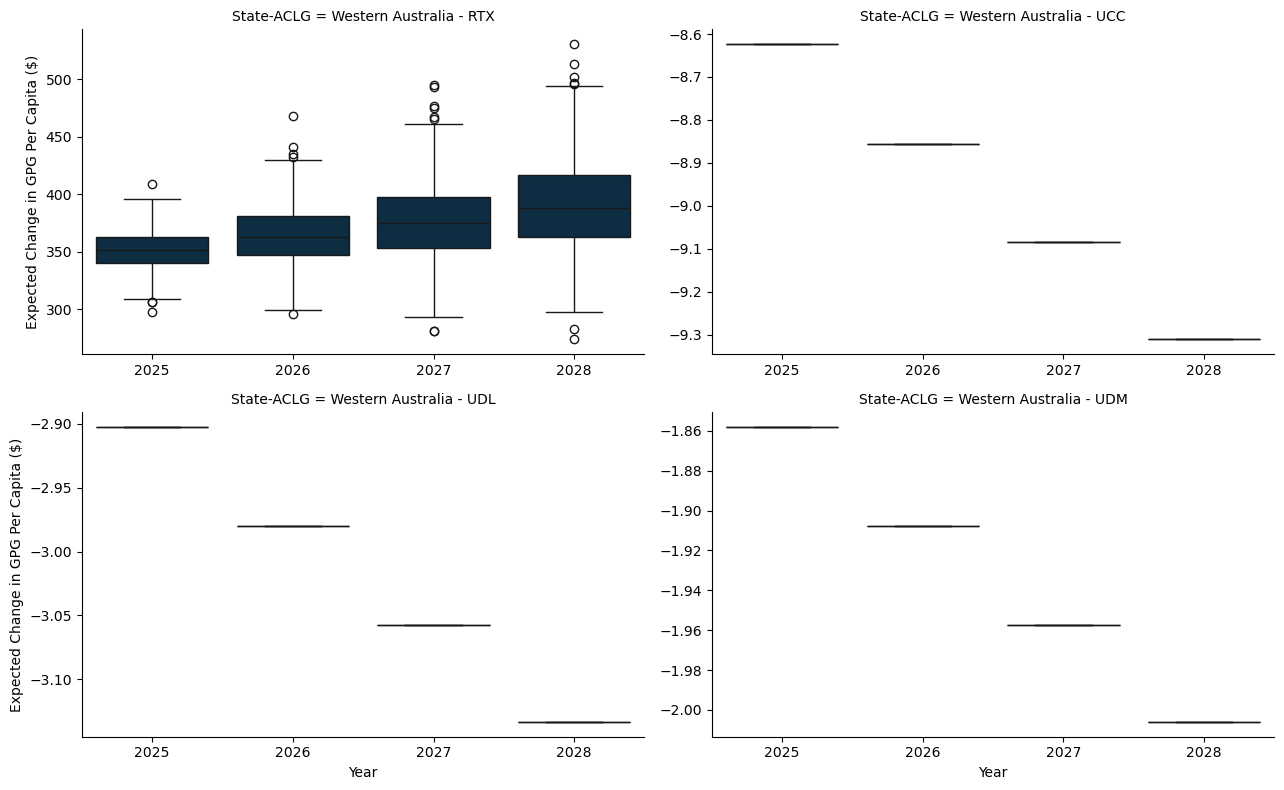 State-ACLG = Western Australia - RTX
Expected Change in GPG Per Capita ($)
500
450
400
350
300
2025 2026 2027 2028
State-ACLG = Western Australia - UCC
−8.6
−8.7
−8.8
−8.9
−9.0
−9.1
−9.2
−9.3
2025 2026 2027 2028
State-ACLG = Western Australia - UDL
Expected Change in GPG Per Capita ($)
−2.90
−2.95
−3.00
−3.05
−3.10
2025 2026 2027 2028
Year
State-ACLG = Western Australia - UDM
−1.86
−1.88
−1.90
−1.92
−1.94
−1.96
−1.98
−2.00
2025 2026 2027 2028
Year